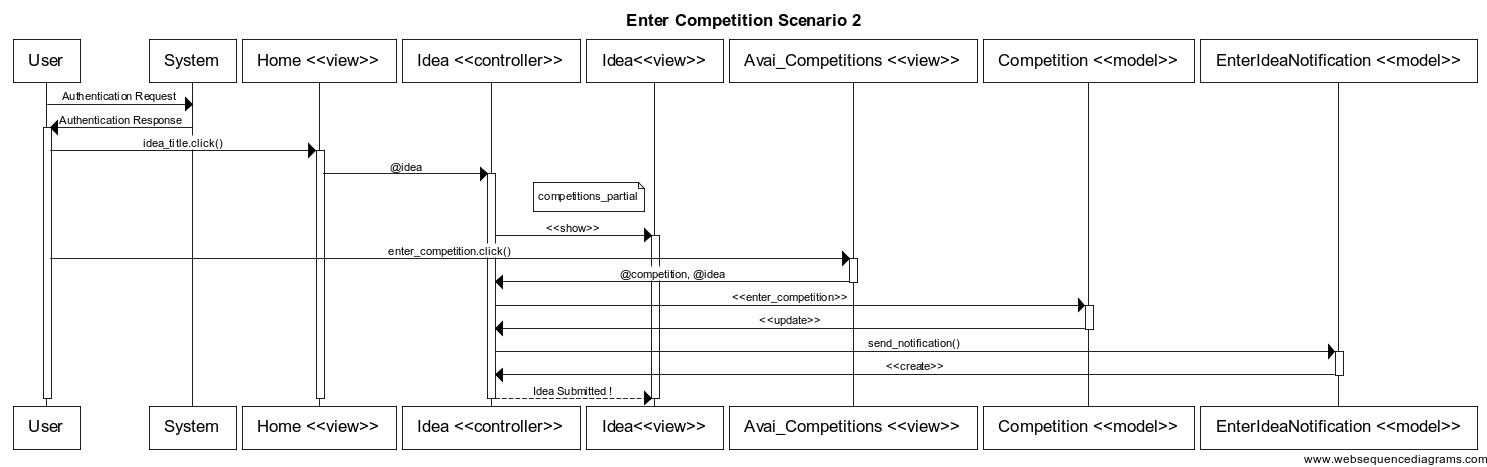 Enter Competition Scenario 2
User
System
Home <<view>>
Idea <<controller>>
Idea<<view>>
Avai_Competitions <<view>>
Competition <<model>>
EnterIdeaNotification <<model>>
Authentication Request
Authentication Response
idea_title.click()
@idea
competitions_partial
<<show>>
enter_competition.click()
@competition, @idea
<<enter_competition>>
<<update>>
send_notification()
<<create>>
Idea Submitted !
User
System
Home <<view>>
Idea <<controller>>
Idea<<view>>
Avai_Competitions <<view>>
Competition <<model>>
EnterIdeaNotification <<model>>
www.websequencediagrams.com